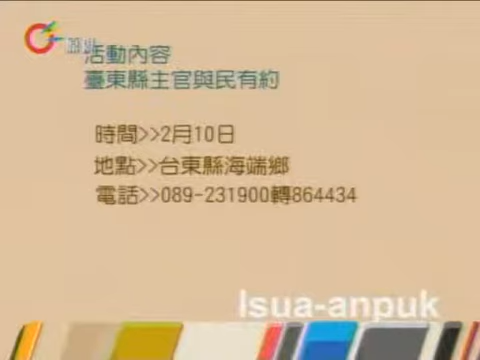 活動內容
臺東縣主官與民有約
時間>>2月10日
地點>>台東縣海端鄉
電話>>089-231900轉864434
Isua-anpuk